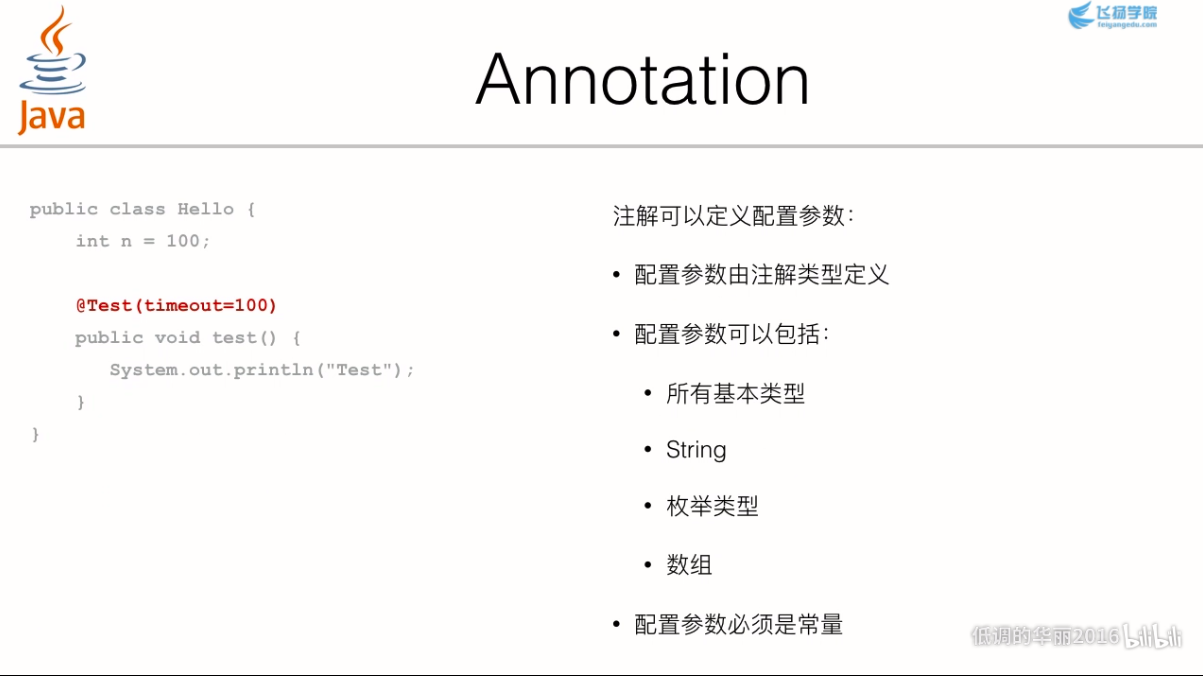 飞扬学院
feiyangedu.com
Java
Annotation
public class Hello {
    int n = 100;
    @Test(timeout=100)
    public void test() {
       System.out.println("Test");
    }
}
注解可以定义配置参数:
• 配置参数由注解类型定义
• 配置参数可以包括:
• 所有基本类型
• String
• 枚举类型
• 数组
• 配置参数必须是常量
低调的华丽2016 bilibili